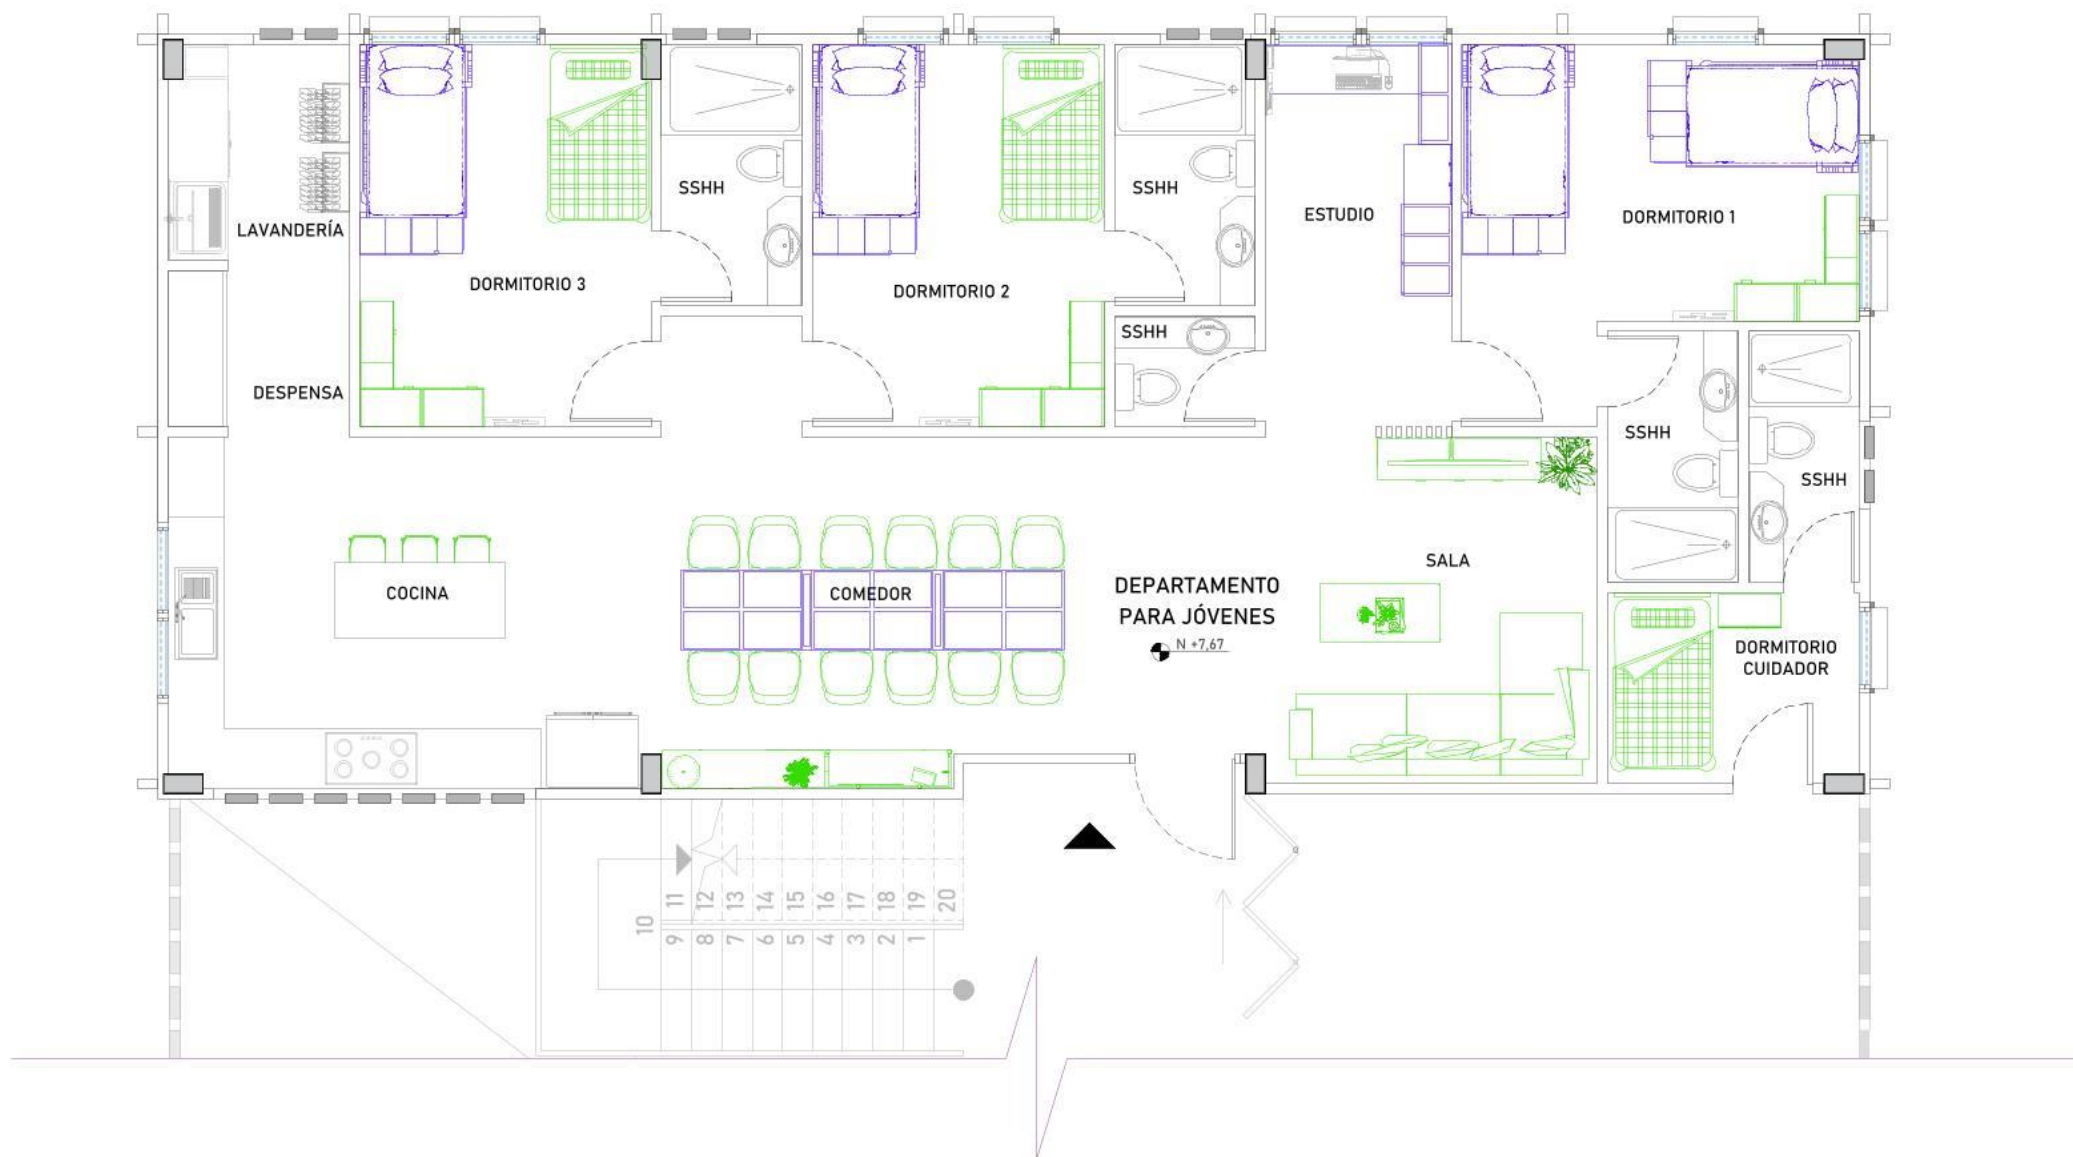 SSHH
SSHH
LAVANDERÍA
ESTUDIO
DORMITORIO 1
DORMITORIO 3
DORMITORIO 2
SSHH
DESPENSA
SSHH
SSHH
COCINA
COMEDOR
DEPARTAMENTO
PARA JÓVENES
N +7,67
SALA
DORMITORIO
CUIDADOR
10
11
12
13
14
15
16
17
18
19
20
9
8
7
6
5
4
3
2
1